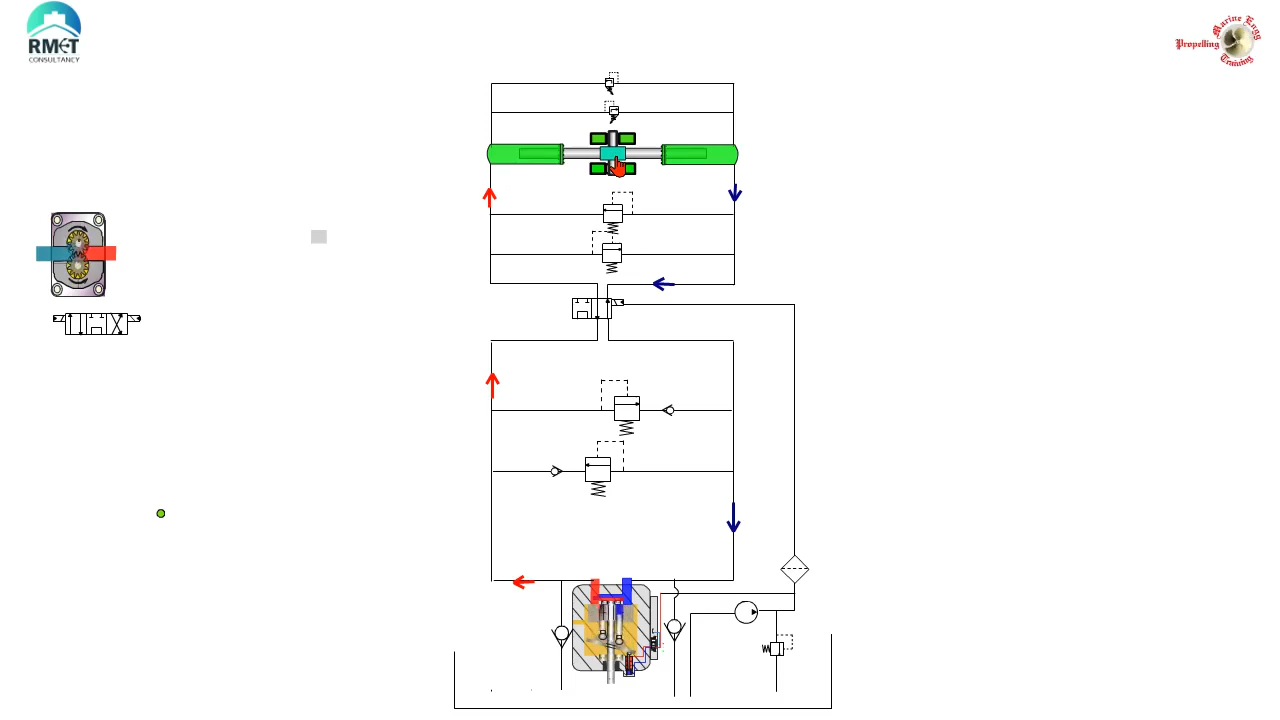 RMET
CONSULTANCY
Marine Engg
Propelling
Training